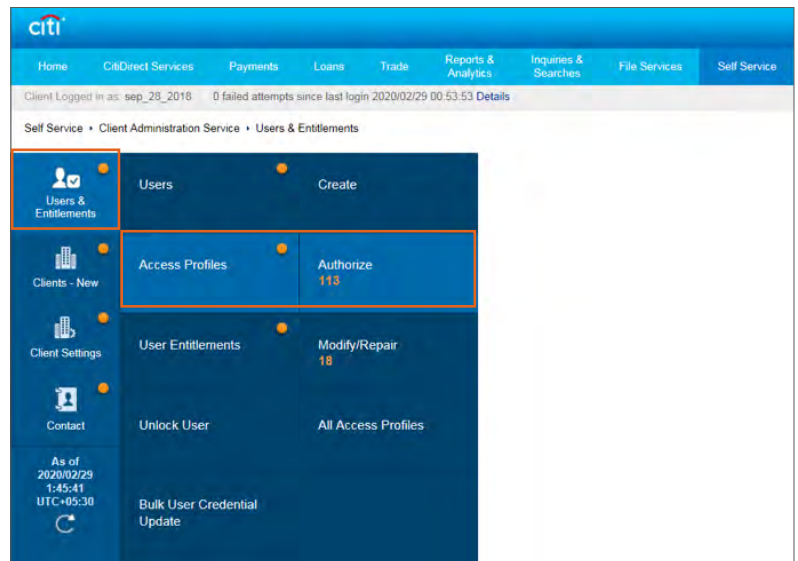 citi
Home CitiDirect Services Payments Loans Trade Reports & Analytics Inquiries & Searches File Services Self Service
Client Logged in as: sep_28_2018 0 failed attempts since last login 2020/02/29 00:53:53 Details
Self Service ‣ Client Administration Service ‣ Users & Entitlements
Users &
Entitlements
Users
Create
Clients - New
Access Profiles
Authorize
113
Client Settings
User Entitlements
Modify/Repair
18
Contact
Unlock User
All Access Profiles
As of
2020/02/29
1:45:41
UTC+05:30
Bulk User Credential
Update